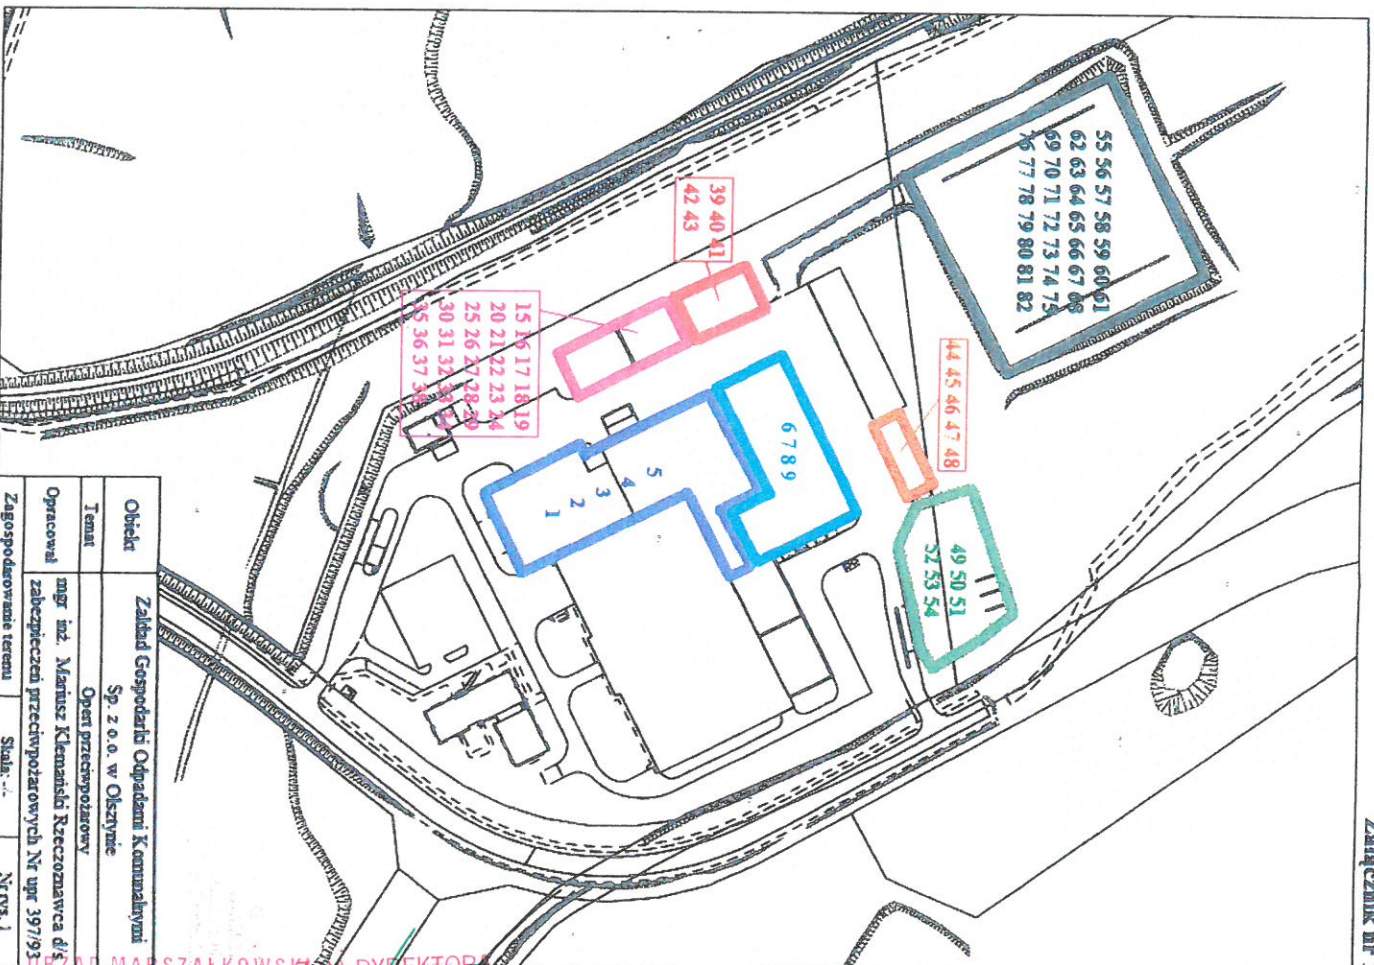 Załącznik nr
55 56 57 58 59 60 61
62 63 64 65 66 67 68
69 70 71 72 73 74 75
76 77 78 79 80 81 82
39 40 41
42 43
44 45 46 47 48
15 16 17 18 19
20 21 22 23 24
25 26 27 28 29
30 31 32 33 34
35 36 37 38
6 7 8 9
5
4
3
2
1
49 50 51
52 53 54
Obiekt
Zakład Gospodarki Odpadami Komunalnymi
Sp. z o.o. w Olsztynie
Temat
Operat przeciwpożarowy
Opracował
mgr inż. Mariusz Klemański Rzeczoznawca d/s
zabezpieczeń przeciwpożarowych Nr upr 397/93
Zagospodarowanie terenu
Skala: -/-
Nr rys. 1
URZĄD MARSZAŁKOWSKI
DYREKTORA